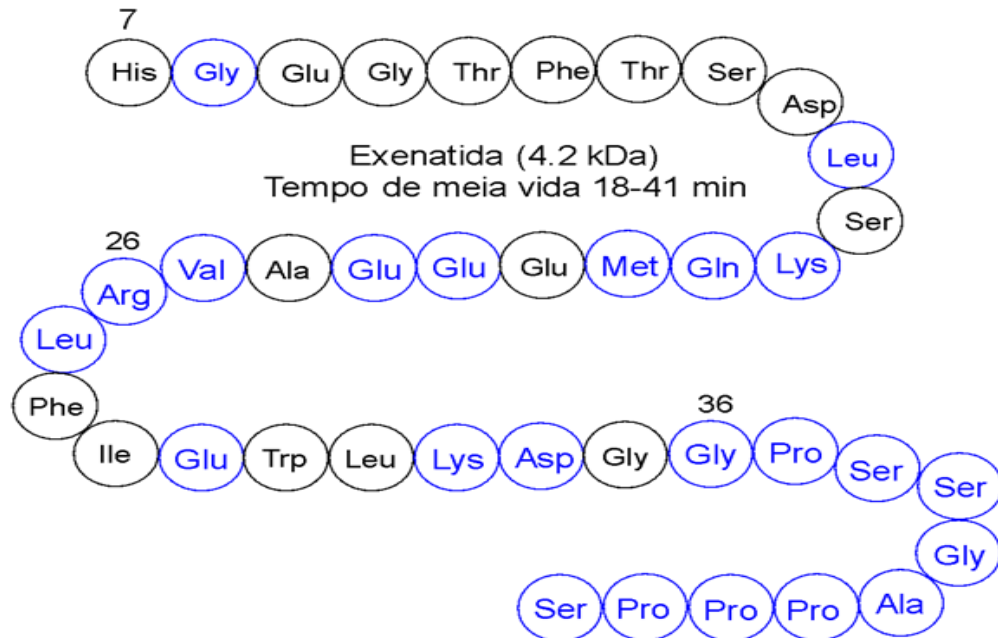 7
His Gly Glu Gly Thr Phe Thr Ser Asp Leu Ser
Exenatida (4.2 kDa)
Tempo de meia vida 18-41 min
Lys Gln Met Glu Glu Glu Ala Val Arg
26
Leu Phe Ile Glu Trp Leu Lys Asp Gly Gly Pro Ser Ser
36
Gly Ala Pro Pro Pro Ser